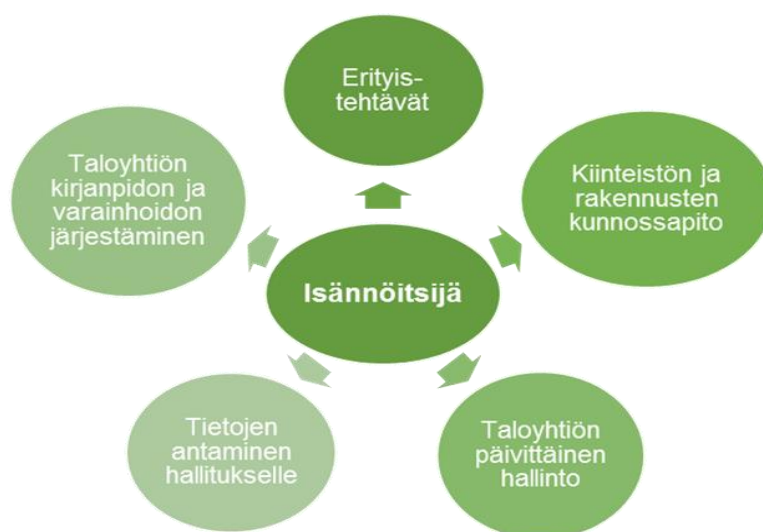 Erityis-
tehtävät
Taloyhtiön
kirjanpidon ja
varainhoidon
järjestäminen
Kiinteistön ja
rakennusten
kunnossapito
Isännöitsijä
Tietojen
antaminen
hallitukselle
Taloyhtiön
päivittäinen
hallinto